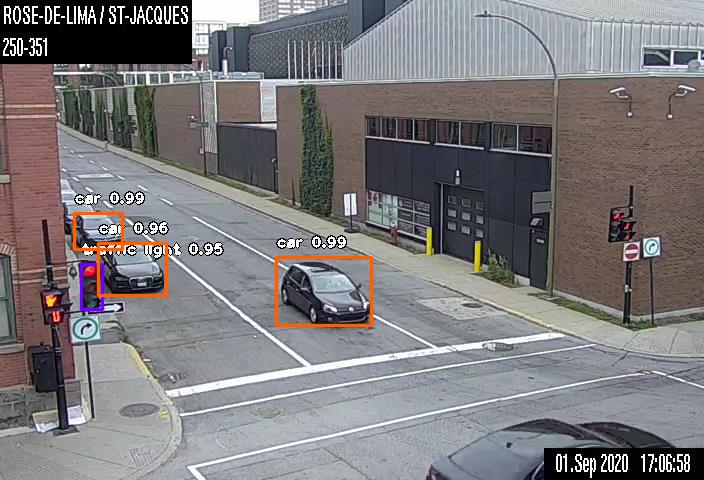 ROSE-DE-LIMA / ST-JACQUES
250-351
car 0.99
car 0.96
traffic light 0.95
car 0.99
01.Sep 2020 17:06:58